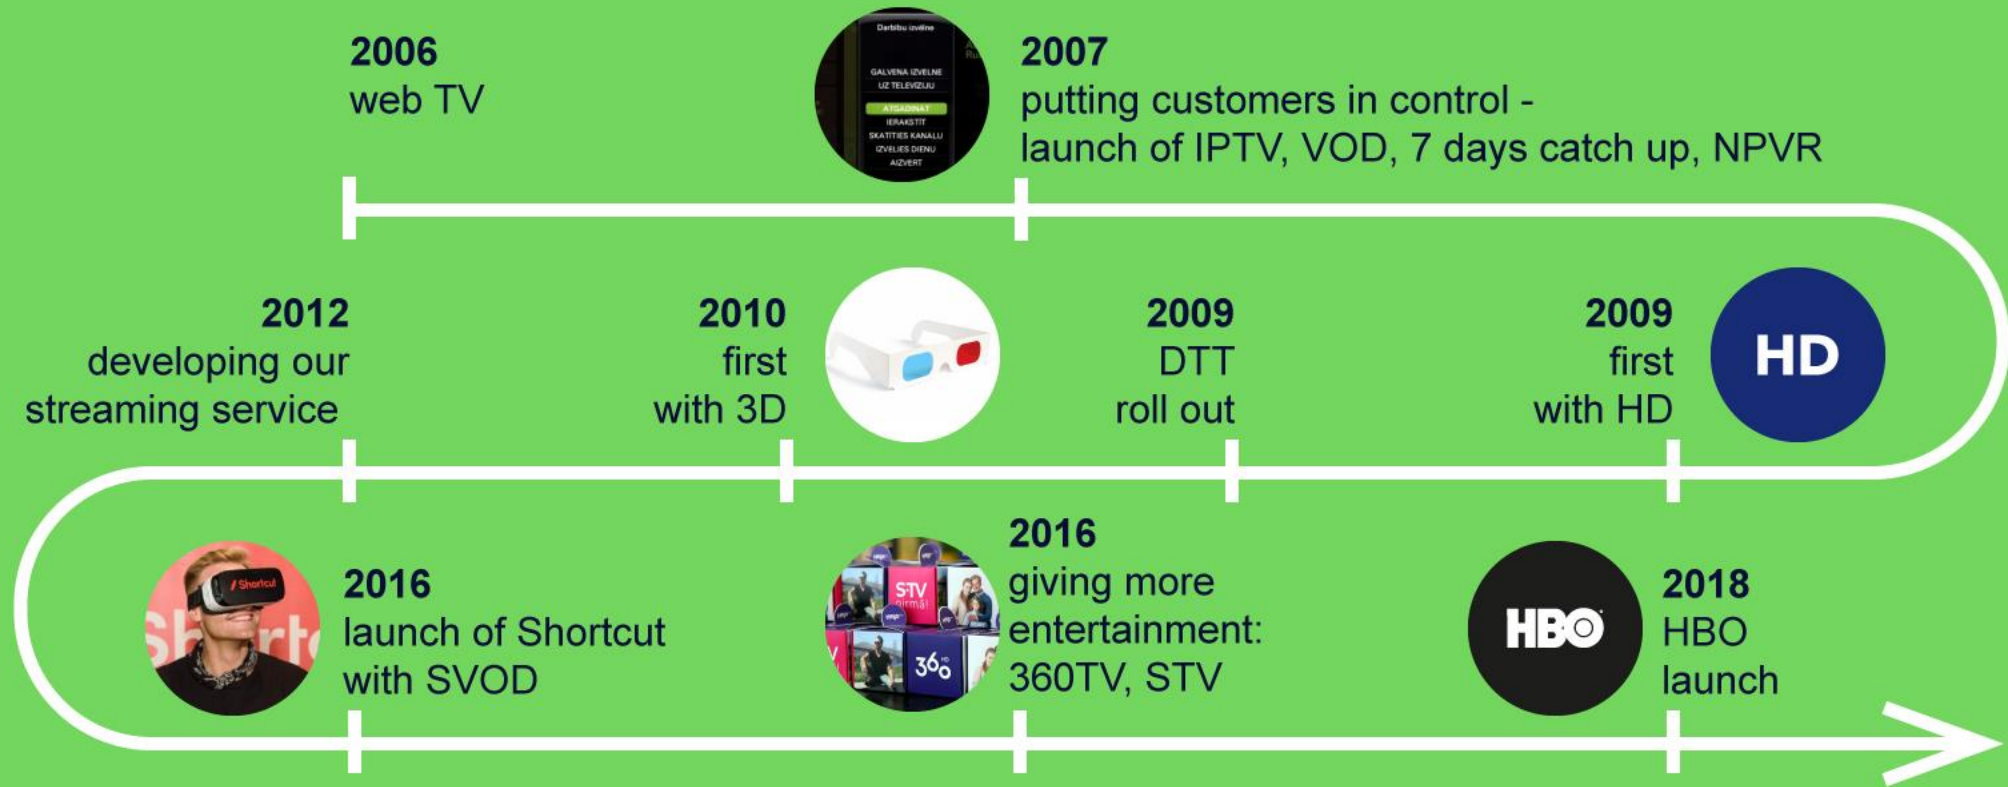 2006
web TV
Darbību izvēlne
GALVENA IZVELNE
UZ TELEVIZIJU
ATGADINAT
IERAKSTIT
SKATITIES KANALU
IZVELIES DIENU
AIZVERT
2007
putting customers in control -
launch of IPTV, VOD, 7 days catch up, NPVR
2009
first
with HD
HD
2009
DTT
roll out
2010
first
with 3D
2012
developing our
streaming service
Shortcut
2016
launch of Shortcut
with SVOD
STV
pirmā!
360
2016
giving more
entertainment:
360TV, STV
HBO
2018
HBO
launch